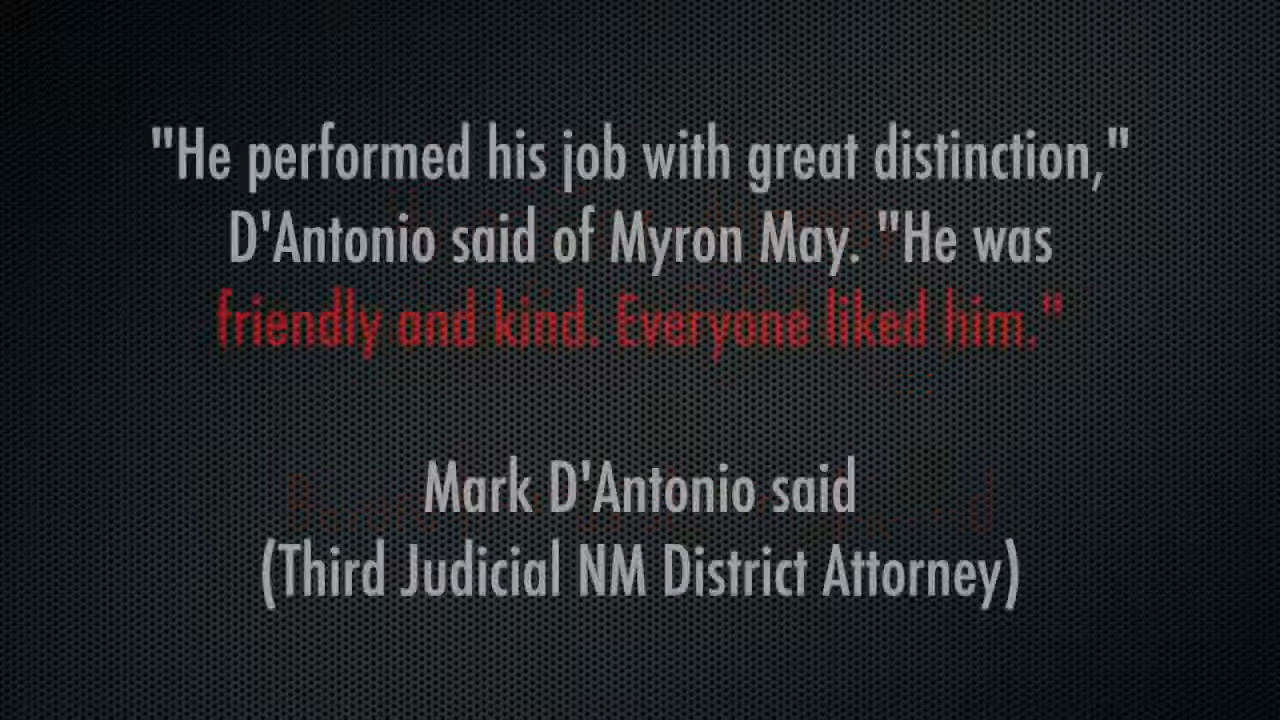 "He performed his job with great distinction,"
D'Antonio said of Myron May. "He was
friendly and kind. Everyone liked him."
Mark D'Antonio said
(Third Judicial NM District Attorney)